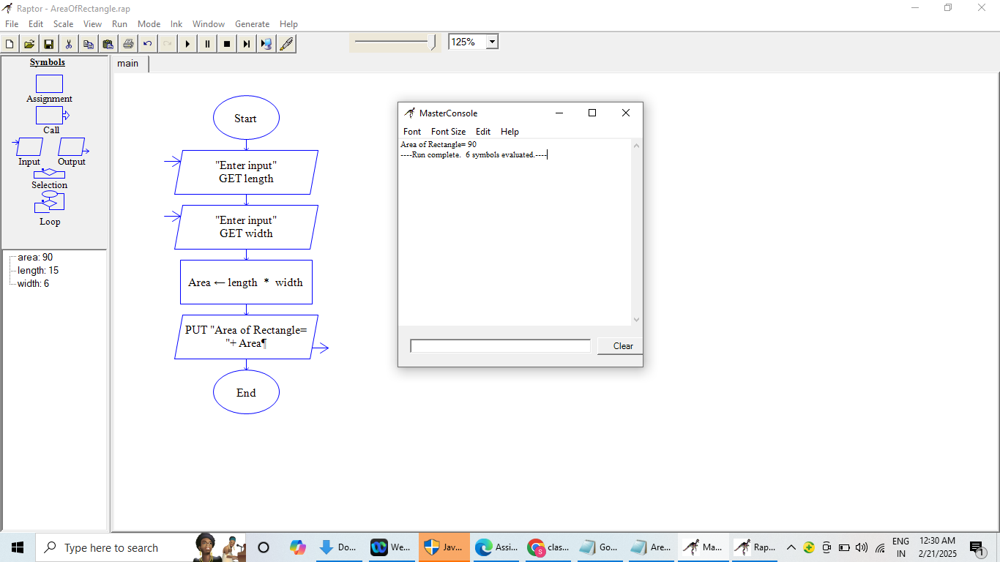 Raptor - AreaOfRectangle.rap
File Edit Scale View Run Mode Ink Window Generate Help
125%
Symbols
Assignment
Call
Input Output
Selection
Loop
area: 90
length: 15
width: 6
main
Start
"Enter input"
GET length
"Enter input"
GET width
Area ← length * width
PUT "Area of Rectangle=
"+ Area¶
End
MasterConsole
Font Font Size Edit Help
Area of Rectangle= 90
----Run complete. 6 symbols evaluated.----
Clear
Type here to search
Do...
We...
Jav...
Assi...
clas...
S
Go...
Are...
Ma...
Rap...
ENG
IN
12:30 AM
2/21/2025
1